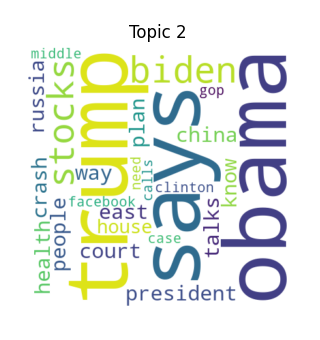 Topic 2
middle
russia
stocks
trump
biden
gop
says
obama
plan
china
way
need
calls
clinton
know
health
crash
people
facebook
east
house
court
case
talks
president